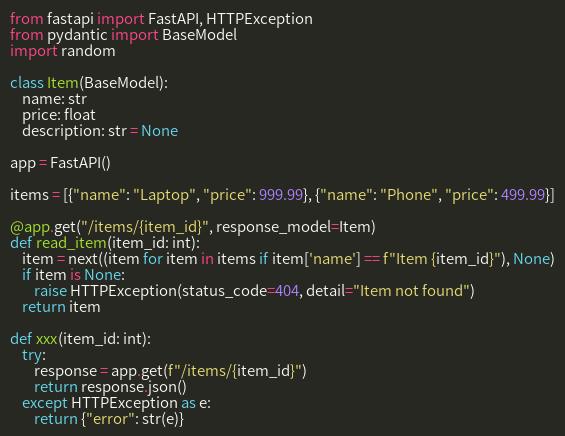 from fastapi import FastAPI, HTTPException
from pydantic import BaseModel
import random

class Item(BaseModel):
    name: str
    price: float
    description: str = None

app = FastAPI()

items = [{"name": "Laptop", "price": 999.99}, {"name": "Phone", "price": 499.99}]

@app.get("/items/{item_id}", response_model=Item)
def read_item(item_id: int):
    item = next((item for item in items if item['name'] == f"Item {item_id}"), None)
    if item is None:
        raise HTTPException(status_code=404, detail="Item not found")
    return item

def xxx(item_id: int):
    try:
        response = app.get(f"/items/{item_id}")
        return response.json()
    except HTTPException as e:
        return {"error": str(e)}